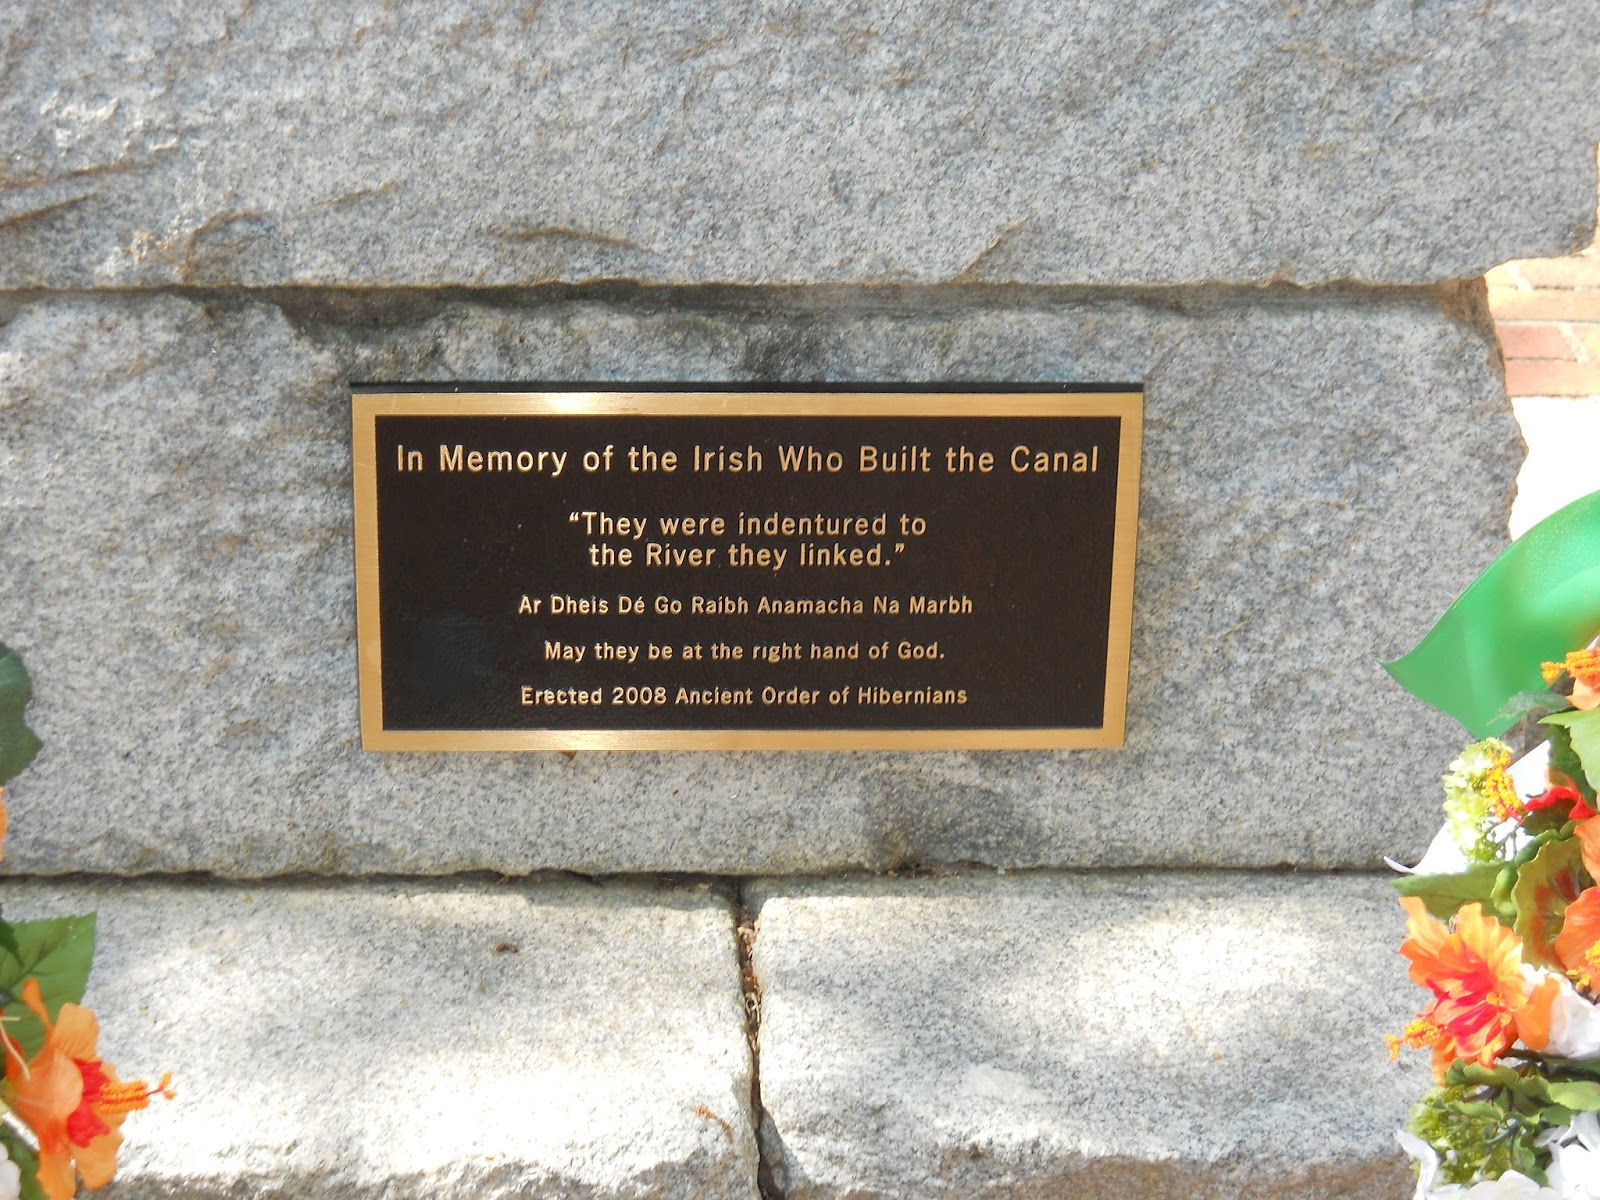 In Memory of the Irish Who Built the Canal
“They were indentured to
the River they linked.”
Ar Dheis Dé Go Raibh Anamacha Na Marbh
May they be at the right hand of God.
Erected 2008 Ancient Order of Hibernians